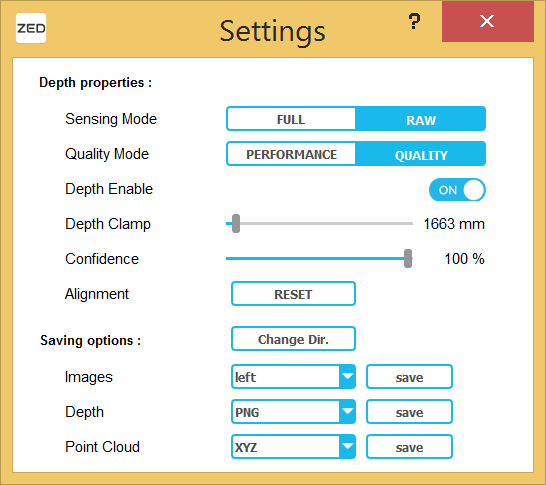 ZED
Settings
?
Depth properties :
Sensing Mode FULL RAW
Quality Mode PERFORMANCE QUALITY
Depth Enable ON
Depth Clamp 1663 mm
Confidence 100 %
Alignment RESET
Saving options : Change Dir.
Images left save
Depth PNG save
Point Cloud XYZ save